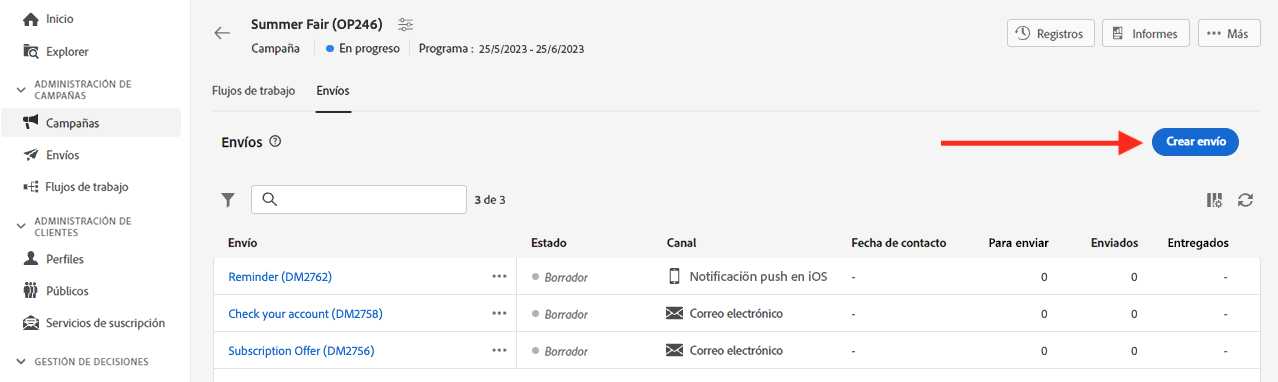 Inicio
Explorer
ADMINISTRACIÓN DE
CAMPAÑAS
Campañas
Envíos
Flujos de trabajo
ADMINISTRACIÓN DE
CLIENTES
Perfiles
Públicos
Servicios de suscripción
GESTIÓN DE DECISIONES
Summer Fair (OP246)
Campaña En progreso Programa : 25/5/2023 - 25/6/2023
Registros Informes Más
Flujos de trabajo Envíos
Envíos
Crear envío
3 de 3
Envío Estado Canal Fecha de contacto Para enviar Enviados Entregados
Reminder (DM2762) Borrador Notificación push en iOS - 0 0 -
Check your account (DM2758) Borrador Correo electrónico - 0 0 -
Subscription Offer (DM2756) Borrador Correo electrónico - 0 0 -